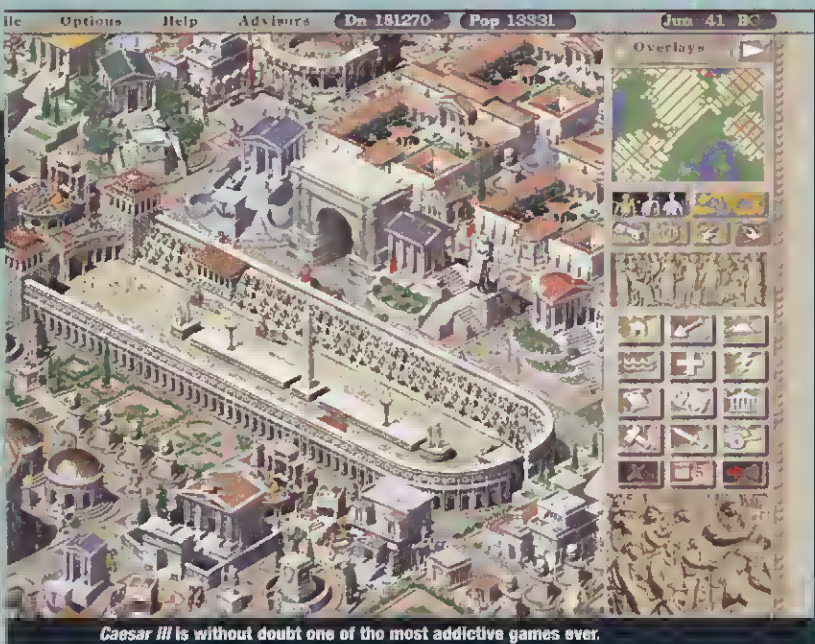 ile Options Help Advisors Dn 181270 Pop 13331 Jun 41 BC
Overlays
5
Caesar III is without doubt one of the most addictive games ever.